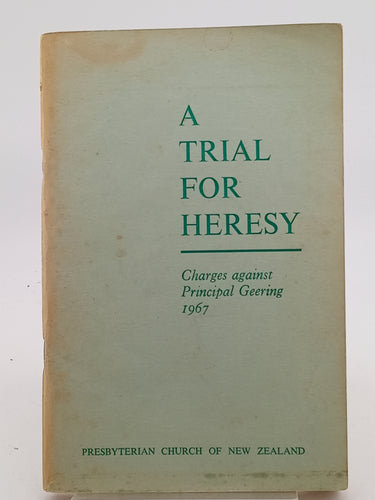 A
TRIAL
FOR
HERESY
Charges against
Principal Geering
1967
PRESBYTERIAN CHURCH OF NEW ZEALAND